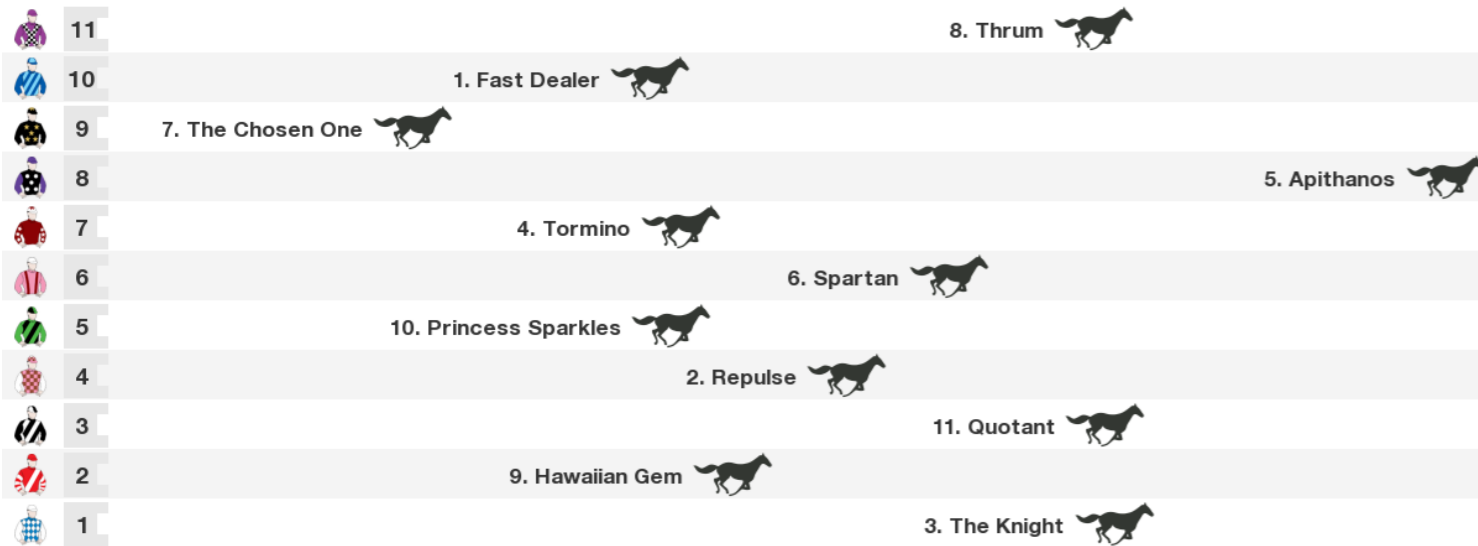 11 8. Thrum
10 1. Fast Dealer
9 7. The Chosen One
8 5. Apithanos
7 4. Tormino
6 6. Spartan
5 10. Princess Sparkles
4 2. Repulse
3 11. Quotant
2 9. Hawaiian Gem
1 3. The Knight